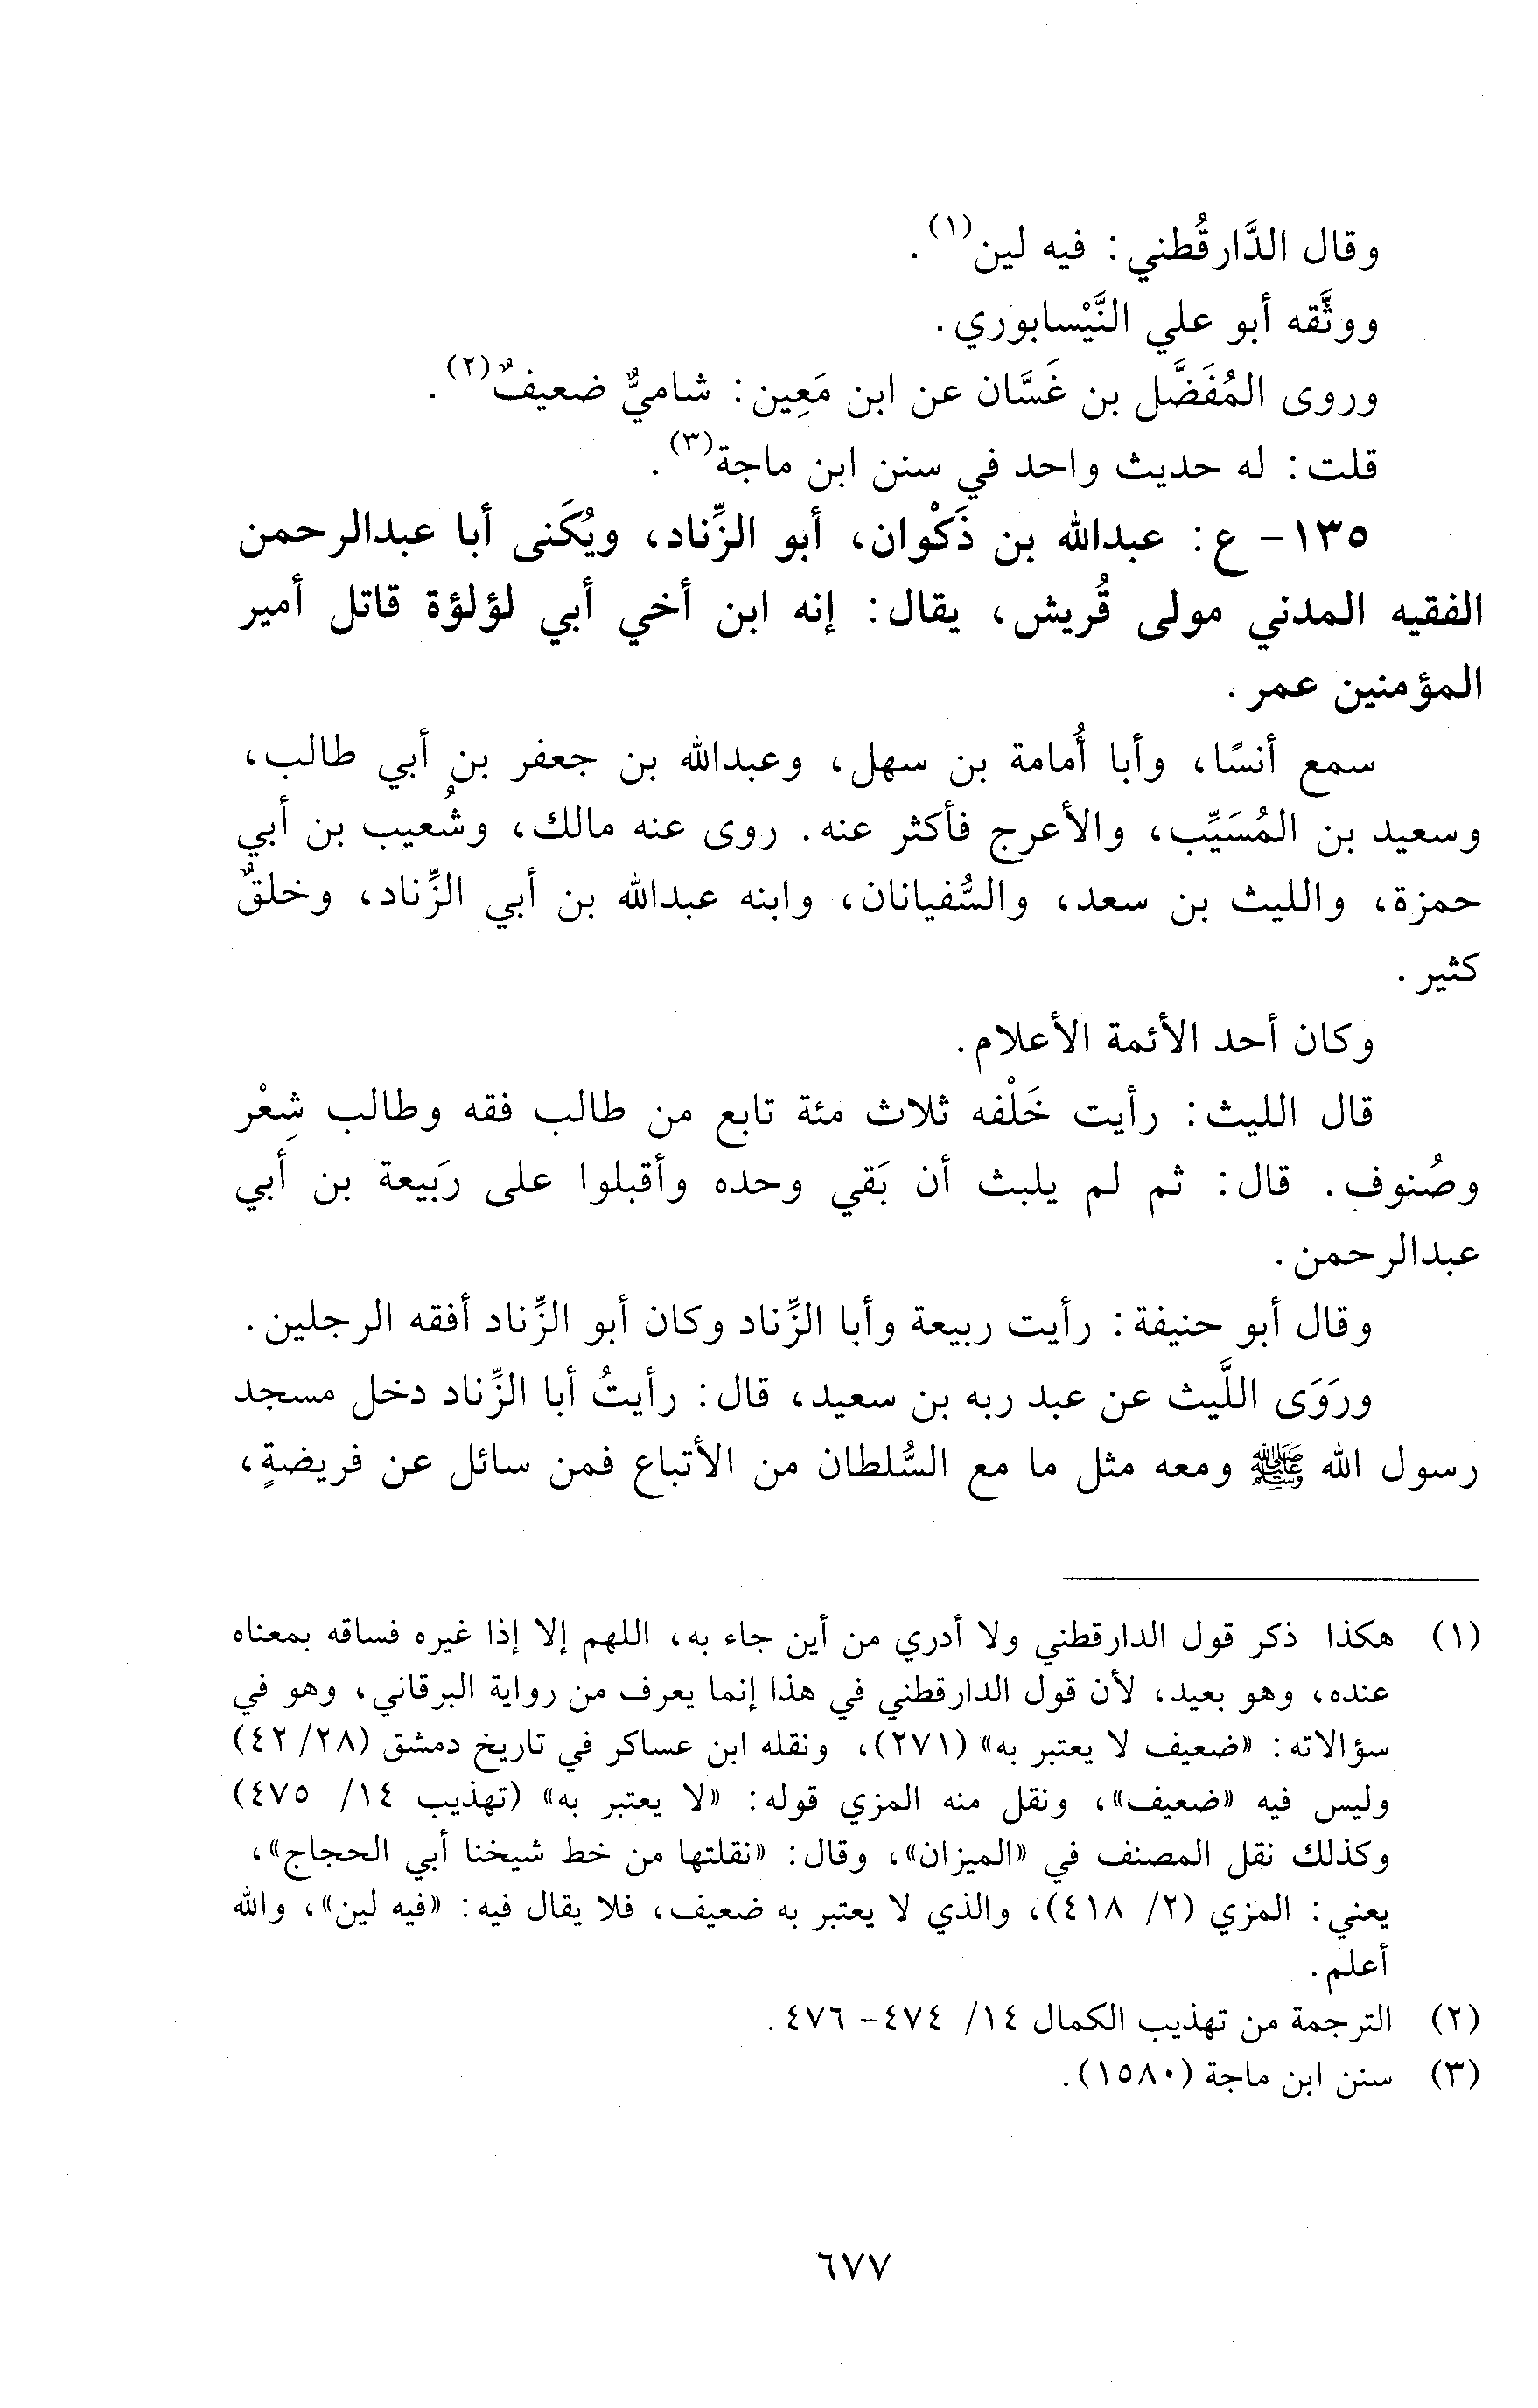 وقال الدَّارقُطني: فيه لين(١).
ووثَّقه أبو علي النَّيْسابوري.
وروى المُفَضَّل بن غَسَّان عن ابن مَعِين: شاميٌّ ضعيفٌ(٢).
قلت: له حديث واحد في سنن ابن ماجة(٣).
١٣٥- ع: عبدالله بن ذَكْوان، أبو الزِّناد، ويُكَنى أبا عبدالرحمن
الفقيه المدني مولى قُريش، يقال: إنه ابن أخي أبي لؤلؤة قاتل أمير
المؤمنين عمر.
سمع أنسًا، وأبا أُمامة بن سهل، وعبدالله بن جعفر بن أبي طالب،
وسعيد بن المُسَيِّب، والأعرج فأكثر عنه. روى عنه مالك، وشُعيب بن أبي
حمزة، والليث بن سعد، والسُّفيانان، وابنه عبدالله بن أبي الزِّناد، وخلقٌ
كثير.
وكان أحد الأئمة الأعلام.
قال الليث: رأيت خَلْفه ثلاث مئة تابع من طالب فقه وطالب شِعْر
وصُنوف. قال: ثم لم يلبث أن بَقي وحده وأقبلوا على رَبيعة بن أبي
عبدالرحمن.
وقال أبو حنيفة: رأيت ربيعة وأبا الزِّناد وكان أبو الزِّناد أفقه الرجلين.
ورَوَى اللَّيث عن عبد ربه بن سعيد، قال: رأيتُ أبا الزِّناد دخل مسجد
رسول الله ﷺ ومعه مثل ما مع السُّلطان من الأتباع فمن سائل عن فريضةٍ،
(١) هكذا ذكر قول الدارقطني ولا أدري من أين جاء به، اللهم إلا إذا غيره فساقه بمعناه
عنده، وهو بعيد، لأن قول الدارقطني في هذا إنما يعرف من رواية البرقاني، وهو في
سؤالاته: «ضعيف لا يعتبر به» (٢٧١)، ونقله ابن عساكر في تاريخ دمشق (٢٨/ ٤٢)
وليس فيه «ضعيف»، ونقل منه المزي قوله: «لا يعتبر به» (تهذيب ١٤/ ٤٧٥)
وكذلك نقل المصنف في «الميزان»، وقال: «نقلتها من خط شيخنا أبي الحجاج»،
يعني: المزي (٢/ ٤١٨)، والذي لا يعتبر به ضعيف، فلا يقال فيه: «فيه لين»، والله
أعلم.
(٢) الترجمة من تهذيب الكمال ١٤/ ٤٧٤- ٤٧٦.
(٣) سنن ابن ماجة (١٥٨٠).
٦٧٧